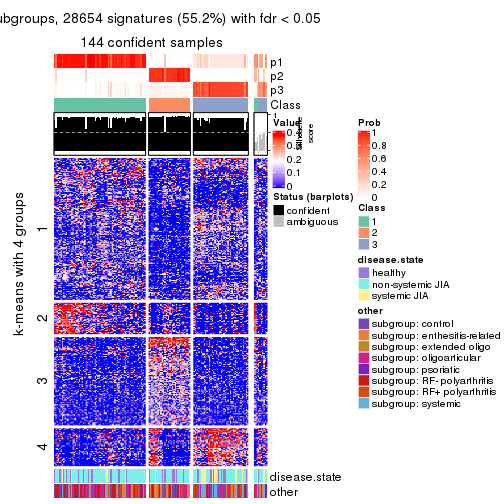 ubgroups, 28654 signatures (55.2%) with fdr < 0.05
144 confident samples
p1
p2
p3
Class
1
Silhouette
score
k-means with 4 groups
1
2
3
4
disease.state
other
Value
0.4
0.3
0.2
0.1
0
Status (barplots)
confident
ambiguous
Prob
1
0.8
0.6
0.4
0.2
0
Class
1
2
3
disease.state
healthy
non-systemic JIA
systemic JIA
other
subgroup: control
subgroup: enthesitis-related
subgroup: extended oligo
subgroup: oligoarticular
subgroup: psoriatic
subgroup: RF- polyarthritis
subgroup: RF+ polyarthritis
subgroup: systemic